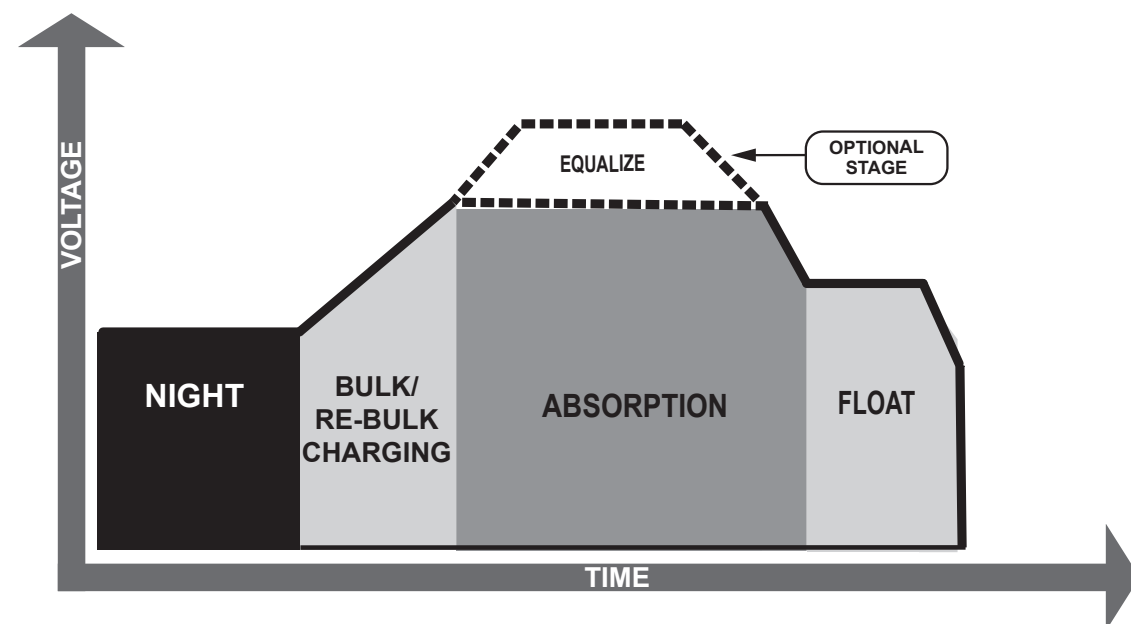 VOLTAGE
EQUALIZE
OPTIONAL
STAGE
NIGHT
BULK/
RE-BULK
CHARGING
ABSORPTION
FLOAT
TIME